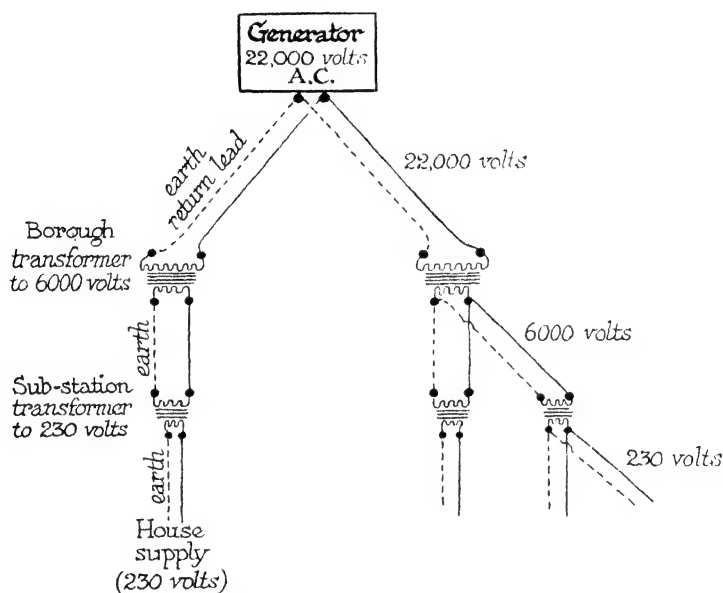 Generator
22,000 volts
A.C.
earth
return lead
22,000 volts
Borough
transformer
to 6000 volts
earth
6000 volts
Sub-station
transformer
to 230 volts
earth
230 volts
House
supply
(230 volts)